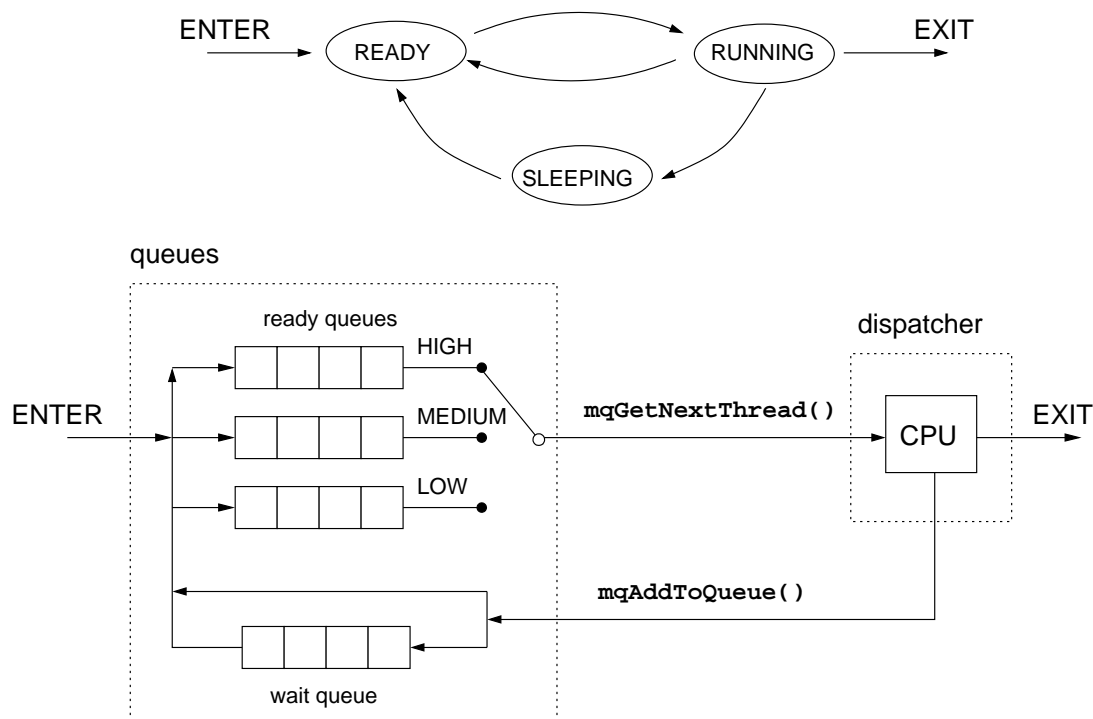 ENTER
READY
RUNNING
EXIT
SLEEPING
queues
ready queues
HIGH
dispatcher
ENTER
MEDIUM
mqGetNextThread()
CPU
EXIT
LOW
mqAddToQueue()
wait queue